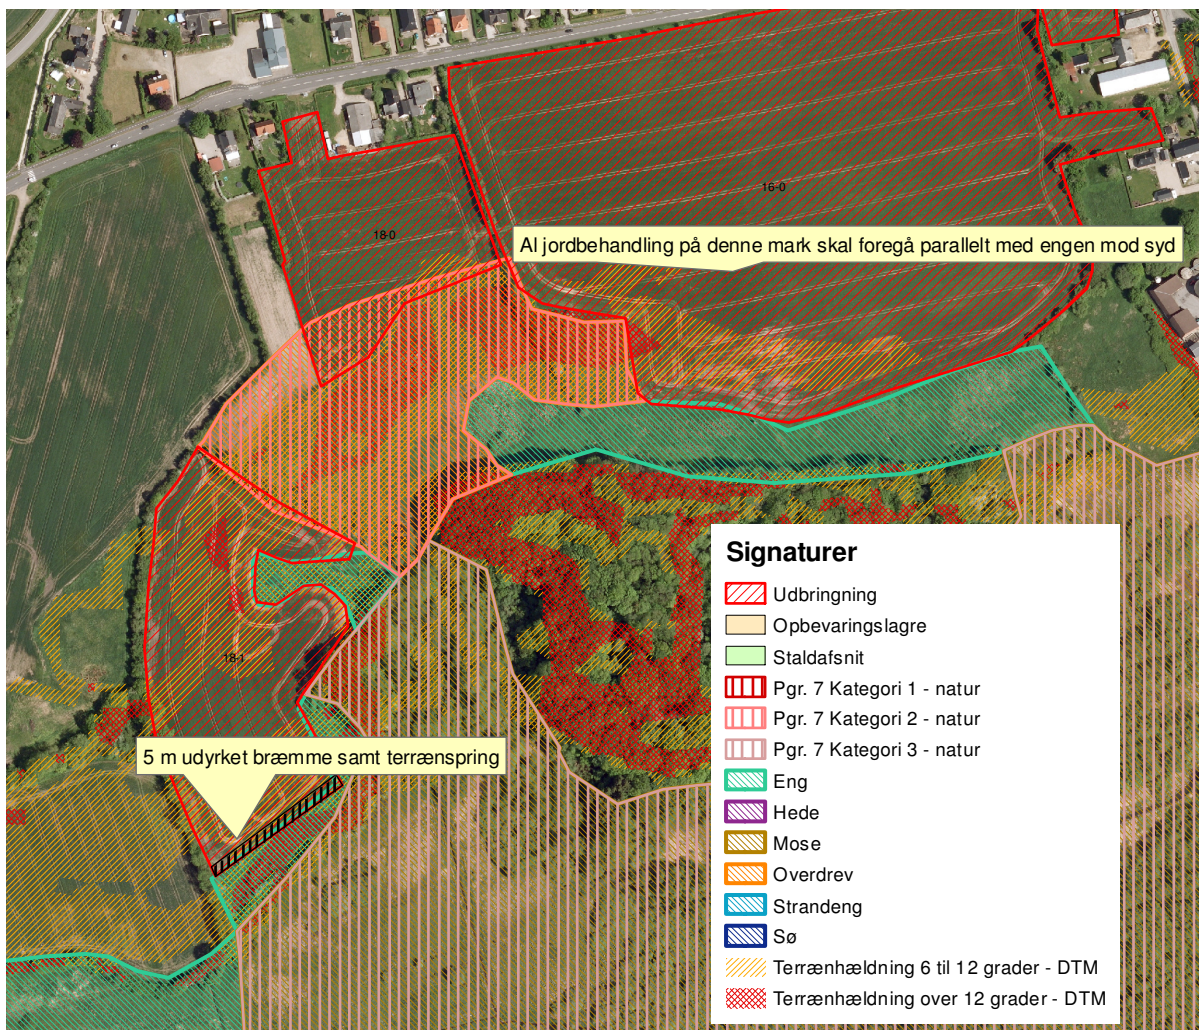 16-0
18-0
Al jordbehandling på denne mark skal foregå parallelt med engen mod syd
18-1
5 m udyrket bræmme samt terrænspring
Signaturer
Udbringning
Opbevaringslagre
Staldafsnit
Pgr. 7 Kategori 1 - natur
Pgr. 7 Kategori 2 - natur
Pgr. 7 Kategori 3 - natur
Eng
Hede
Mose
Overdrev
Strandeng
Sø
Terrænhældning 6 til 12 grader - DTM
Terrænhældning over 12 grader - DTM